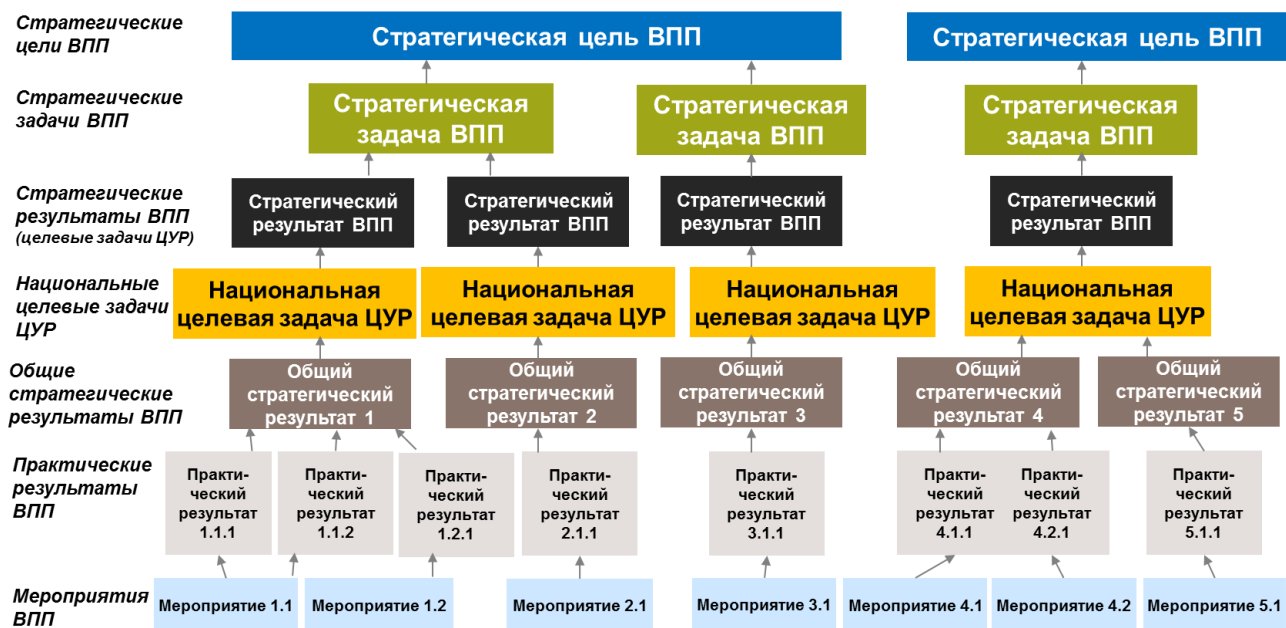 Стратегические
цели ВПП
Стратегическая цель ВПП
Стратегическая цель ВПП
Стратегические
задачи ВПП
Стратегическая
задача ВПП
Стратегическая
задача ВПП
Стратегическая
задача ВПП
Стратегические
результаты ВПП
(целевые задачи ЦУР)
Стратегический
результат ВПП
Стратегический
результат ВПП
Стратегический
результат ВПП
Стратегический
результат ВПП
Национальные
целевые задачи
ЦУР
Национальная
целевая задача ЦУР
Национальная
целевая задача ЦУР
Национальная
целевая задача ЦУР
Национальная
целевая задача ЦУР
Общие
стратегические
результаты ВПП
Общий
стратегический
результат 1
Общий
стратегический
результат 2
Общий
стратегический
результат 3
Общий
стратегический
результат 4
Общий
стратегический
результат 5
Практические
результаты
ВПП
Практи-
ческий
результат
1.1.1
Практи-
ческий
результат
1.1.2
Практи-
ческий
результат
1.2.1
Практи-
ческий
результат
2.1.1
Практи-
ческий
результат
3.1.1
Практи-
ческий
результат
4.1.1
Практи-
ческий
результат
4.2.1
Практи-
ческий
результат
5.1.1
Мероприятия
ВПП
Мероприятие 1.1
Мероприятие 1.2
Мероприятие 2.1
Мероприятие 3.1
Мероприятие 4.1
Мероприятие 4.2
Мероприятие 5.1